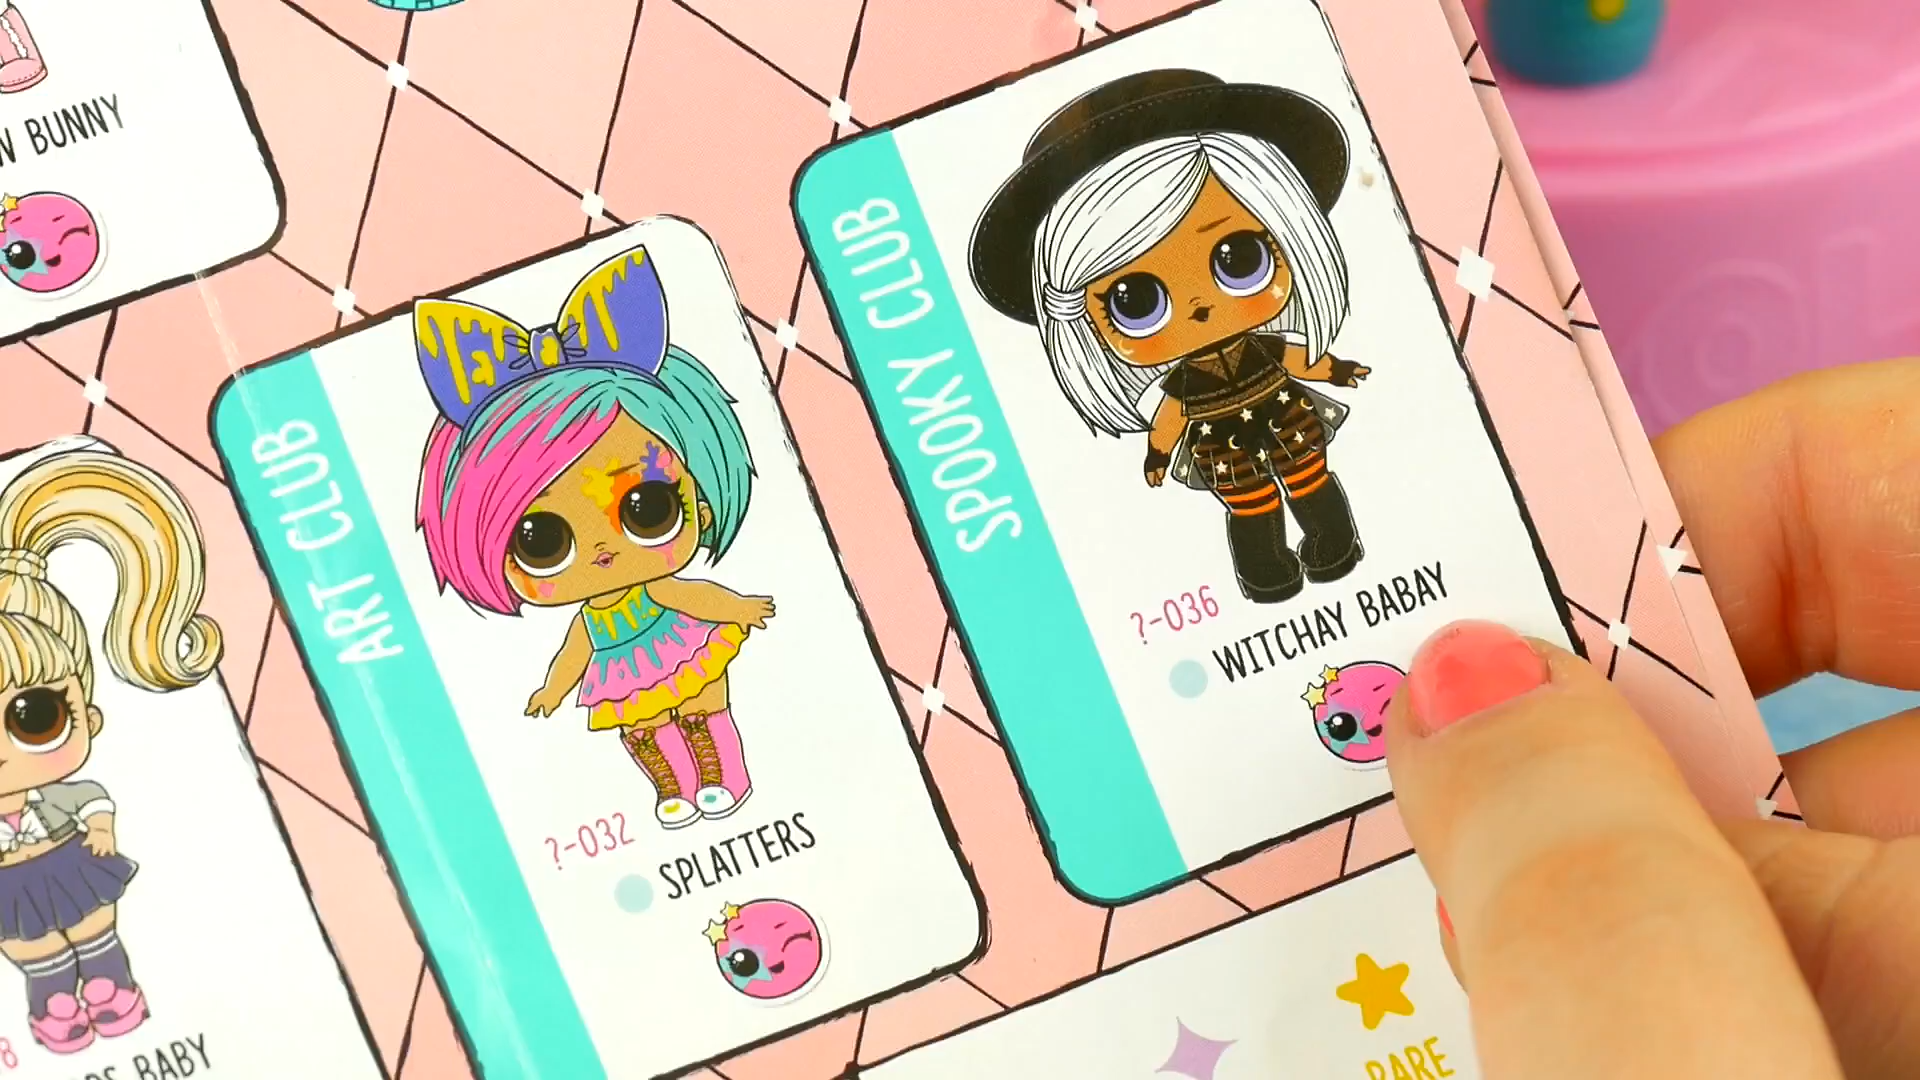 BUNNY
ART CLUB
?-032
SPLATTERS
SPOOKY CLUB
?-036
WITCHAY BABAY
BABY
RARE